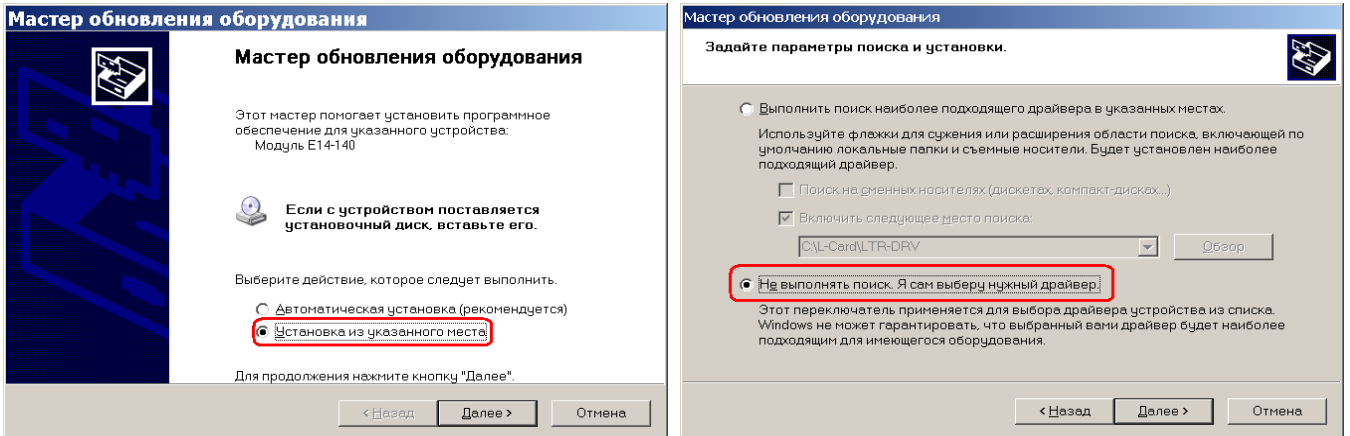 Мастер обновления оборудования
Мастер обновления оборудования
Этот мастер помогает установить программное
обеспечение для указанного устройства:
Модуль E14-140
Если с устройством поставляется
установочный диск, вставьте его.
Выберите действие, которое следует выполнить.
Автоматическая установка (рекомендуется)
Установка из указанного места
Для продолжения нажмите кнопку "Далее".
< Назад
Далее >
Отмена
Мастер обновления оборудования
Задайте параметры поиска и установки.
Выполнить поиск наиболее подходящего драйвера в указанных местах.
Используйте флажки для сужения или расширения области поиска, включающей по
умолчанию локальные папки и съемные носители. Будет установлен наиболее
подходящий драйвер.
Поиск на сменных носителях (дискетах, компакт-дисках...)
Включить следующее место поиска:
C:\L-Card\LTR-DRV
Обзор
Не выполнять поиск. Я сам выберу нужный драйвер.
Этот переключатель применяется для выбора драйвера устройства из списка.
Windows не может гарантировать, что выбранный вами драйвер будет наиболее
подходящим для имеющегося оборудования.
< Назад
Далее >
Отмена